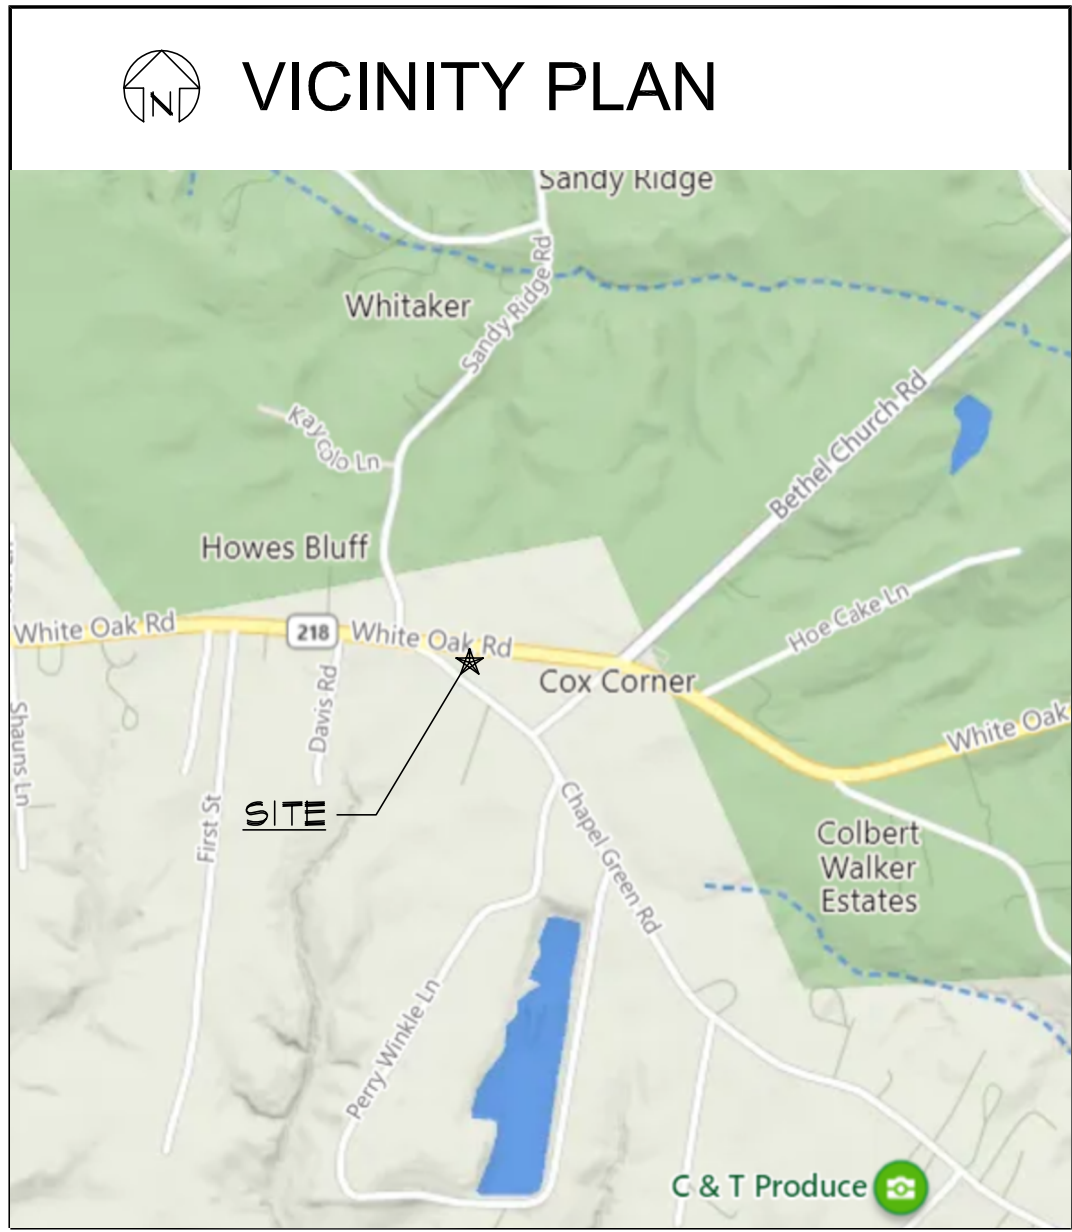 N
VICINITY PLAN
Sandy Ridge
Sandy Ridge Rd
Whitaker
Bethel Church Rd
Kaycolo Ln
Howes Bluff
Hoe Cake Ln
White Oak Rd
218
White Oak Rd
Cox Corner
White Oak
Davis Rd
Shauns Ln
SITE
First St
Chapel Green Rd
Colbert
Walker
Estates
Perry Winkle Ln
C & T Produce